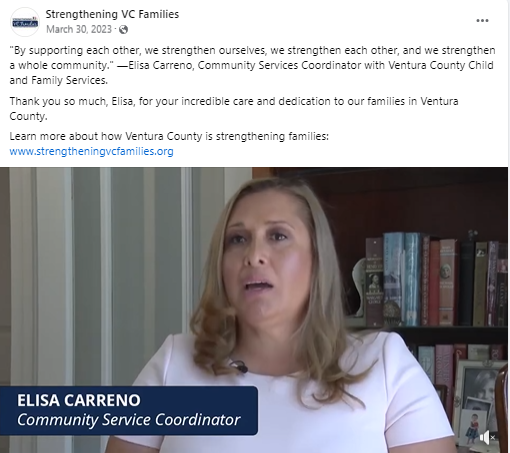 Strengthening VC Families
March 30, 2023 ·
"By supporting each other, we strengthen ourselves, we strengthen each other, and we strengthen
a whole community." —Elisa Carreno, Community Services Coordinator with Ventura County Child
and Family Services.
Thank you so much, Elisa, for your incredible care and dedication to our families in Ventura
County.
Learn more about how Ventura County is strengthening families:
www.strengtheningvcfamilies.org
ELISA CARRENO
Community Service Coordinator